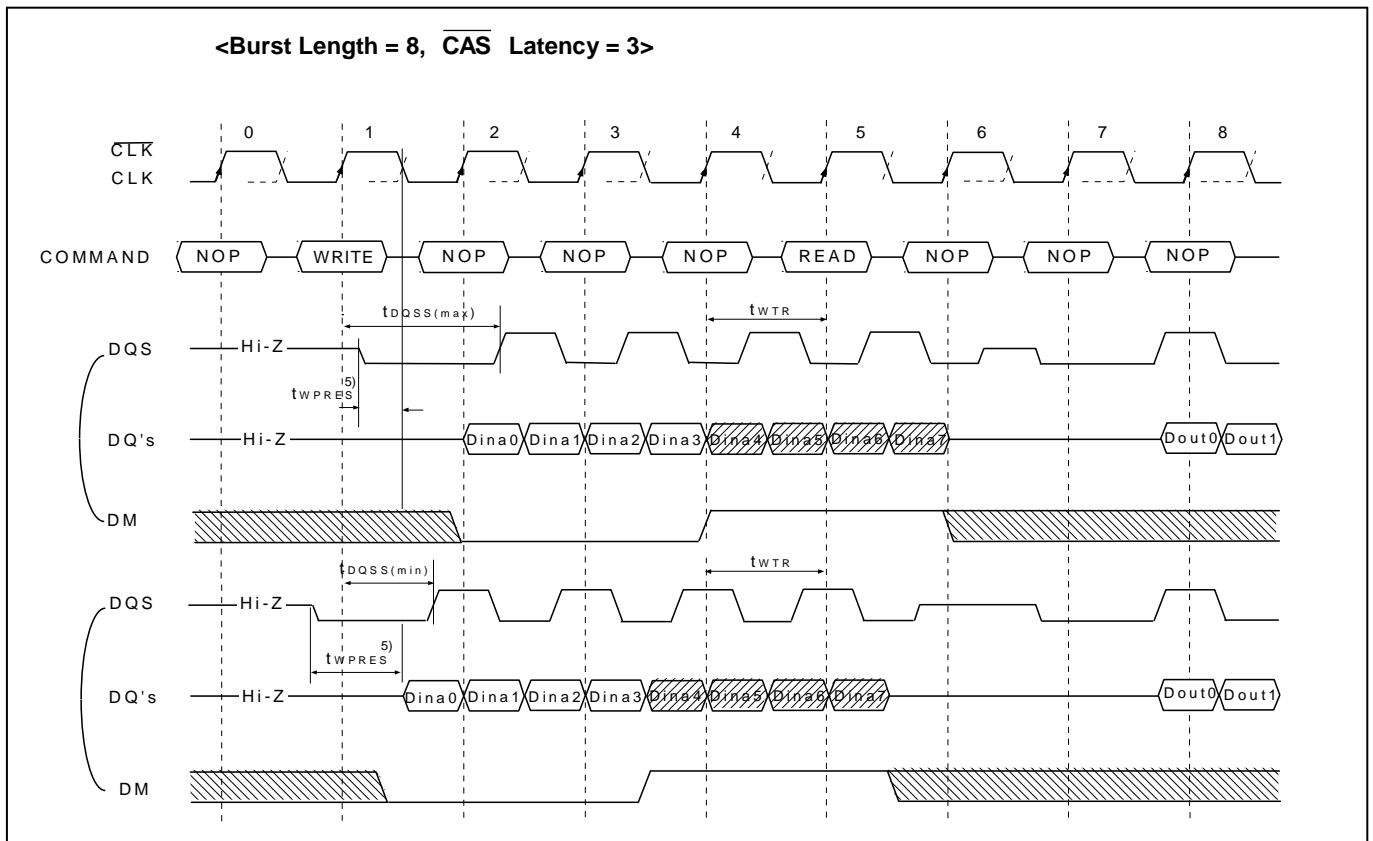 <Burst Length = 8, CAS Latency = 3>
0 1 2 3 4 5 6 7 8
CLK
CLK
COMMAND NOP WRITE NOP NOP NOP READ NOP NOP NOP
tDQSS(max) tWTR
DQS Hi-Z
tWPRES 5)
DQ's Hi-Z Dina0 Dina1 Dina2 Dina3 Dina4 Dina5 Dina6 Dina7 Dout0 Dout1
DM
tDQSS(min) tWTR
DQS Hi-Z
tWPRES 5)
DQ's Hi-Z Dina0 Dina1 Dina2 Dina3 Dina4 Dina5 Dina6 Dina7 Dout0 Dout1
DM